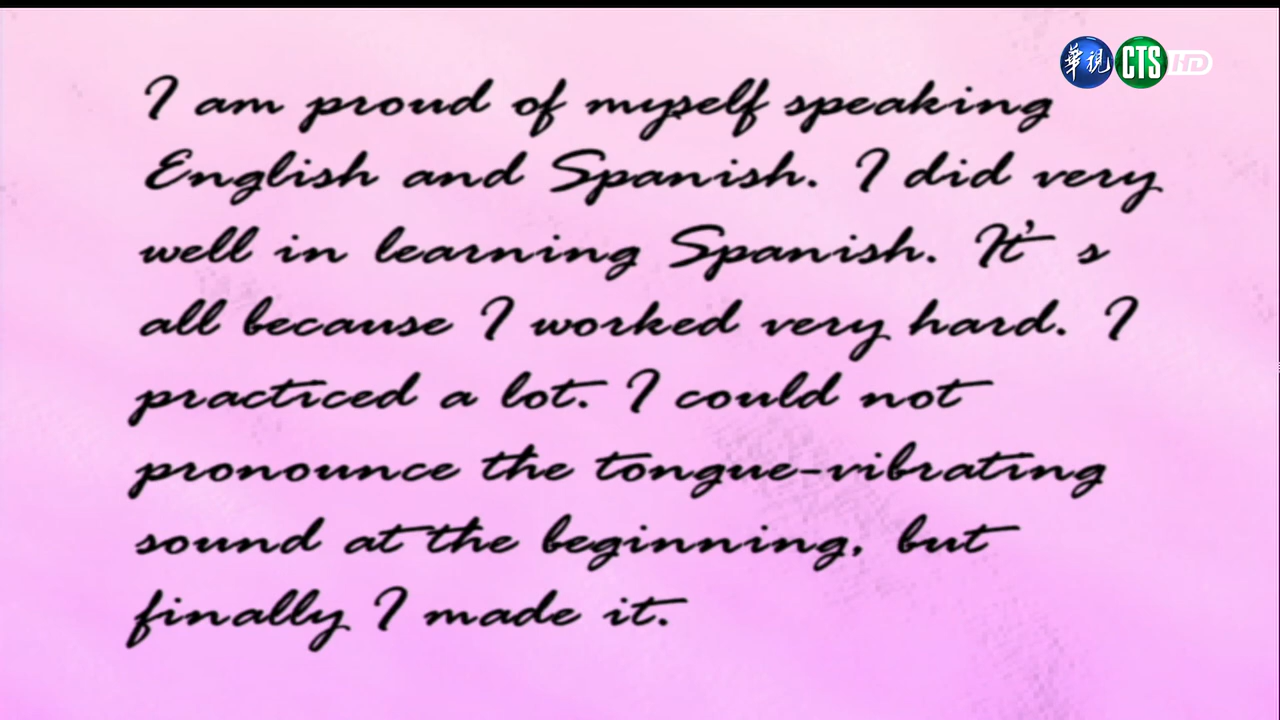 華視 CTS HD
I am proud of myself speaking
English and Spanish. I did very
well in learning Spanish. It’ s
all because I worked very hard. I
practiced a lot. I could not
pronounce the tongue-vibrating
sound at the beginning, but
finally I made it.